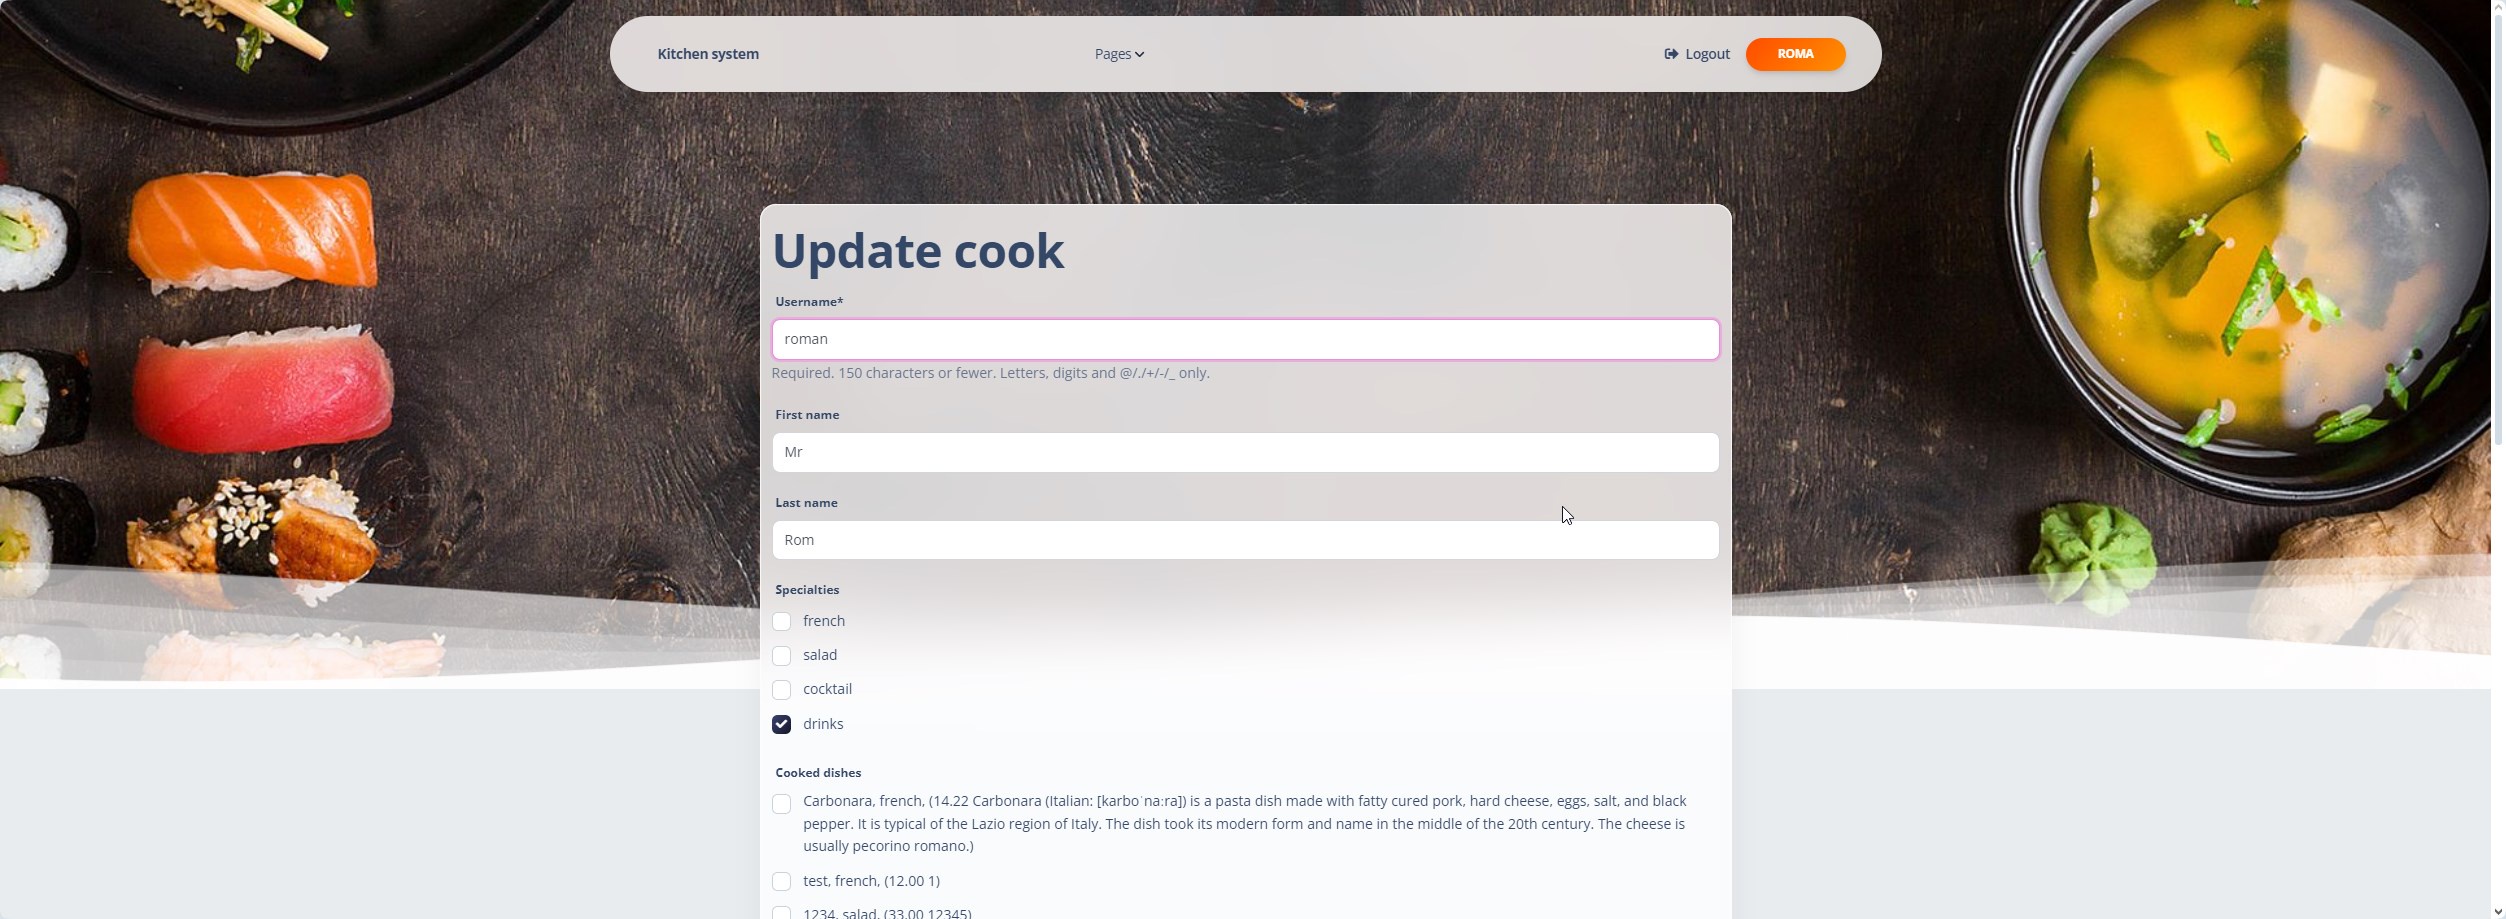 Kitchen system
Pages
Logout
ROMA
Update cook
Username*
roman
Required. 150 characters or fewer. Letters, digits and @/./+/-/_ only.
First name
Mr
Last name
Rom
Specialties
french
salad
cocktail
drinks
Cooked dishes
Carbonara, french, (14.22 Carbonara (Italian: [karboˈnaːra]) is a pasta dish made with fatty cured pork, hard cheese, eggs, salt, and black
pepper. It is typical of the Lazio region of Italy. The dish took its modern form and name in the middle of the 20th century. The cheese is
usually pecorino romano.)
test, french, (12.00 1)
1234, salad, (33.00 12345)